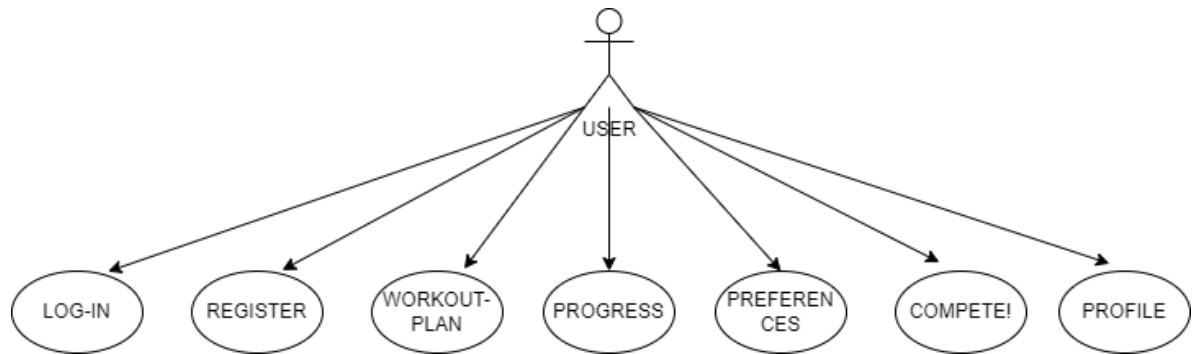 USER
LOG-IN
REGISTER
WORKOUT-
PLAN
PROGRESS
PREFEREN
CES
COMPETE!
PROFILE